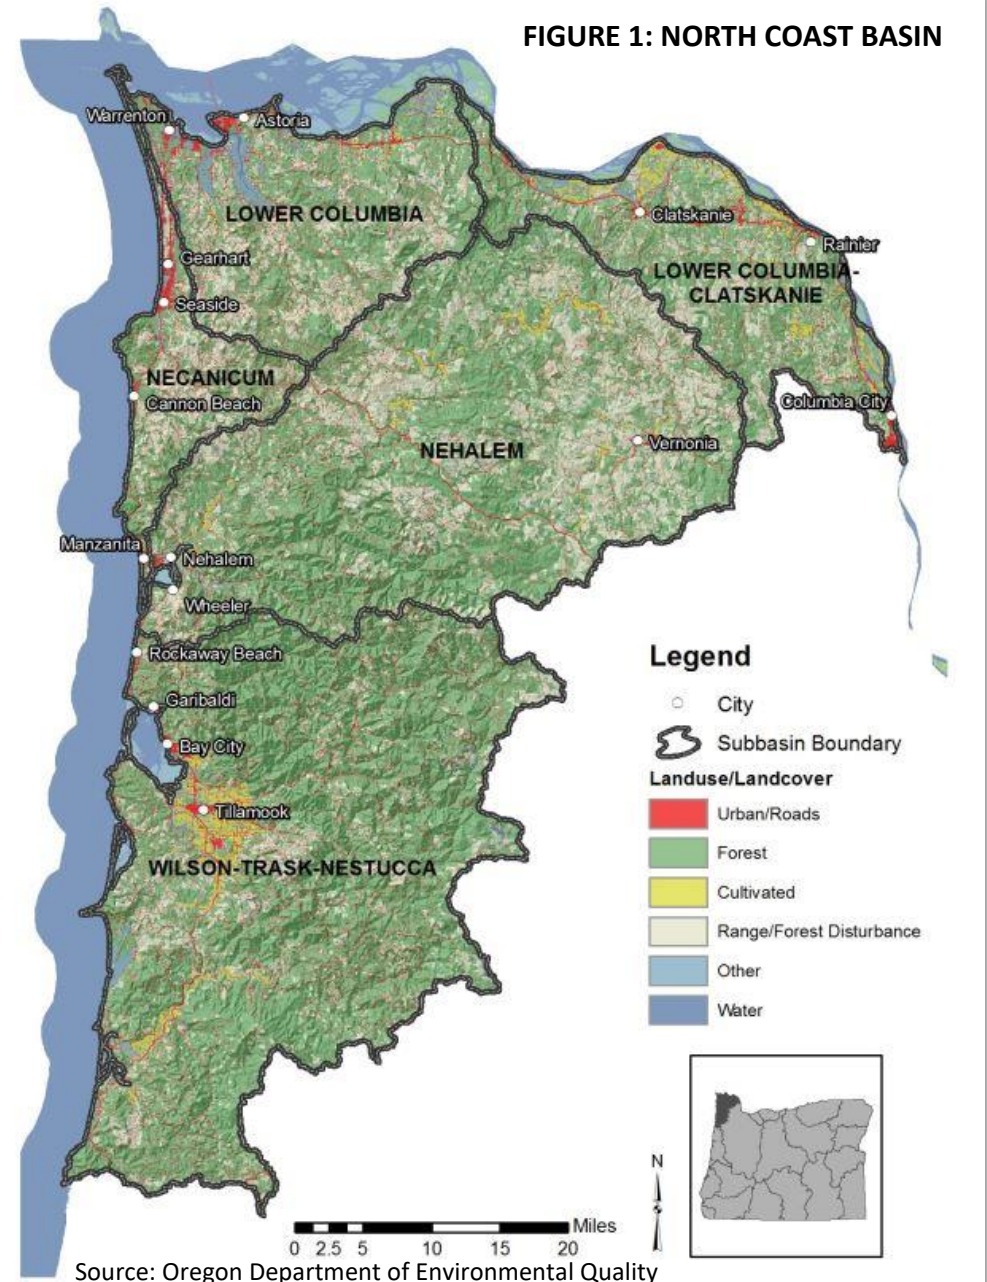 FIGURE 1: NORTH COAST BASIN
Warrenton
Astoria
LOWER COLUMBIA
Clatskanie
Rainier
Gearhart
LOWER COLUMBIA-
CLATSKANIE
Seaside
NECANICUM
Cannon Beach
Columbia City
NEHALEM
Vernonia
Manzanita
Nehalem
Wheeler
Rockaway Beach
Garibaldi
Bay City
Tillamook
WILSON-TRASK-NESTUCCA
Legend
City
Subbasin Boundary
Landuse/Landcover
Urban/Roads
Forest
Cultivated
Range/Forest Disturbance
Other
Water
N
Miles
0 2.5 5 10 15 20
Source: Oregon Department of Environmental Quality